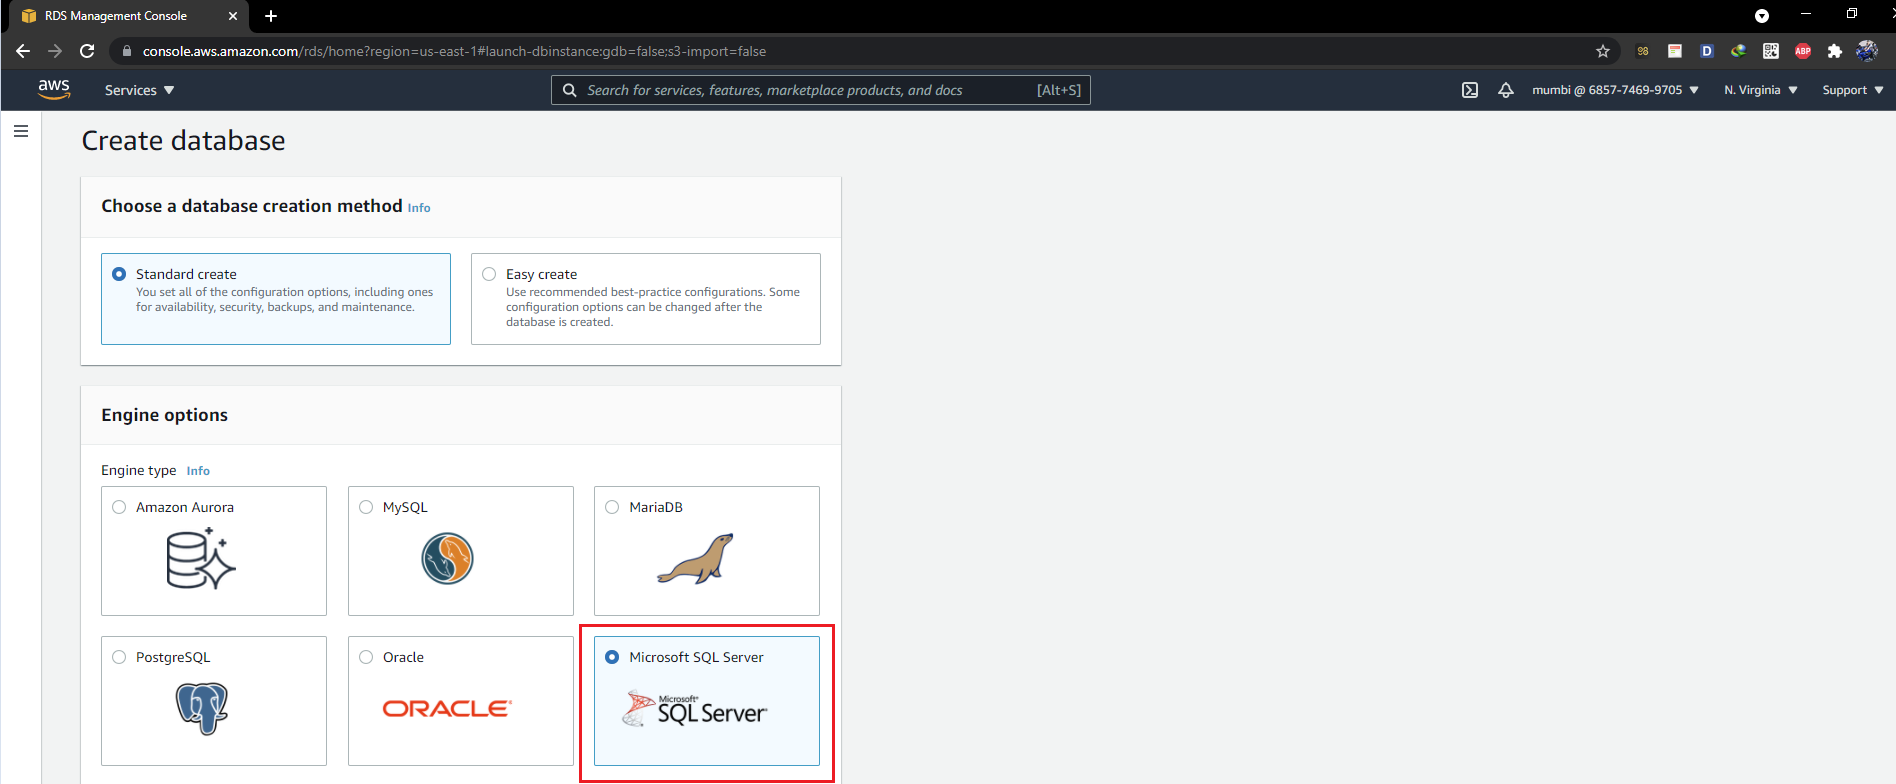 RDS Management Console
console.aws.amazon.com/rds/home?region=us-east-1#launch-dbinstance:gdb=false;s3-import=false
98
D
ABP
aws
Services
Search for services, features, marketplace products, and docs
[Alt+S]
mumbi @ 6857-7469-9705
N. Virginia
Support
Create database
Choose a database creation method Info
Standard create
You set all of the configuration options, including ones
for availability, security, backups, and maintenance.
Easy create
Use recommended best-practice configurations. Some
configuration options can be changed after the
database is created.
Engine options
Engine type Info
Amazon Aurora
MySQL
MariaDB
PostgreSQL
Oracle
ORACLE
Microsoft SQL Server
Microsoft
SQL Server